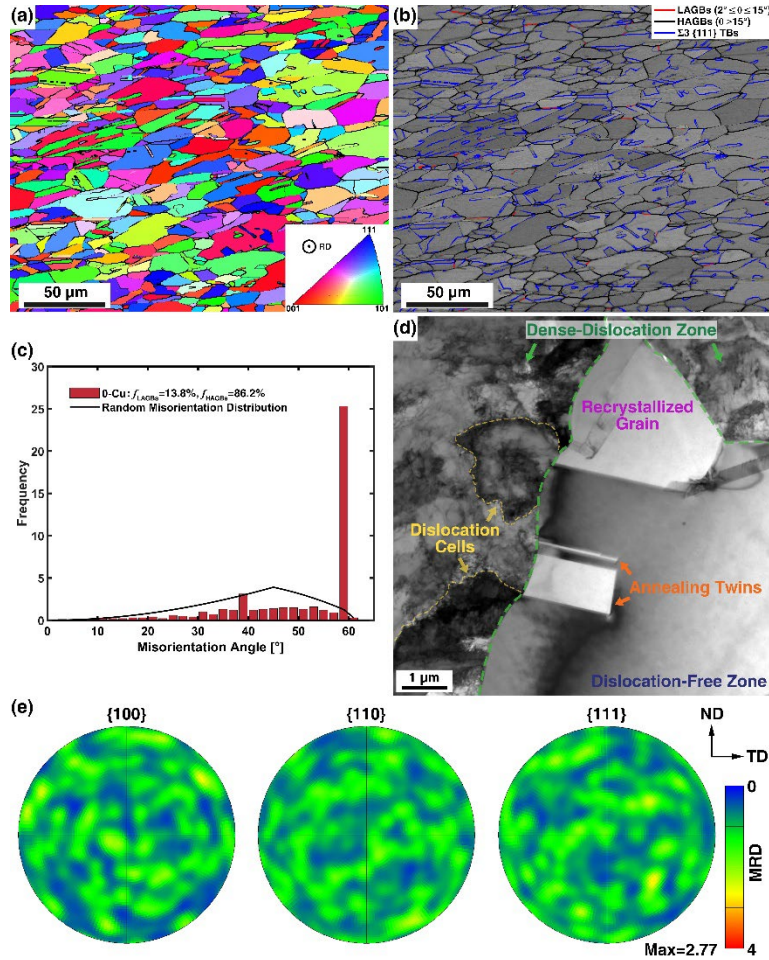 (a)
111
RD
001
101
50 µm
(b)
LAGBs (2° ≤ θ ≤ 15°)
HAGBs (θ >15°)
Σ3 {111} TBs
50 µm
(c)
30
25
20
15
10
5
0
Frequency
0-Cu: fLAGBs=13.8%, fHAGBs=86.2%
Random Misorientation Distribution
0 10 20 30 40 50 60
Misorientation Angle [°]
(d)
Dense-Dislocation Zone
Recrystallized
Grain
Dislocation
Cells
Annealing Twins
1 µm
Dislocation-Free Zone
(e)
{100}
{110}
{111}
ND
TD
0
MRD
4
Max=2.77